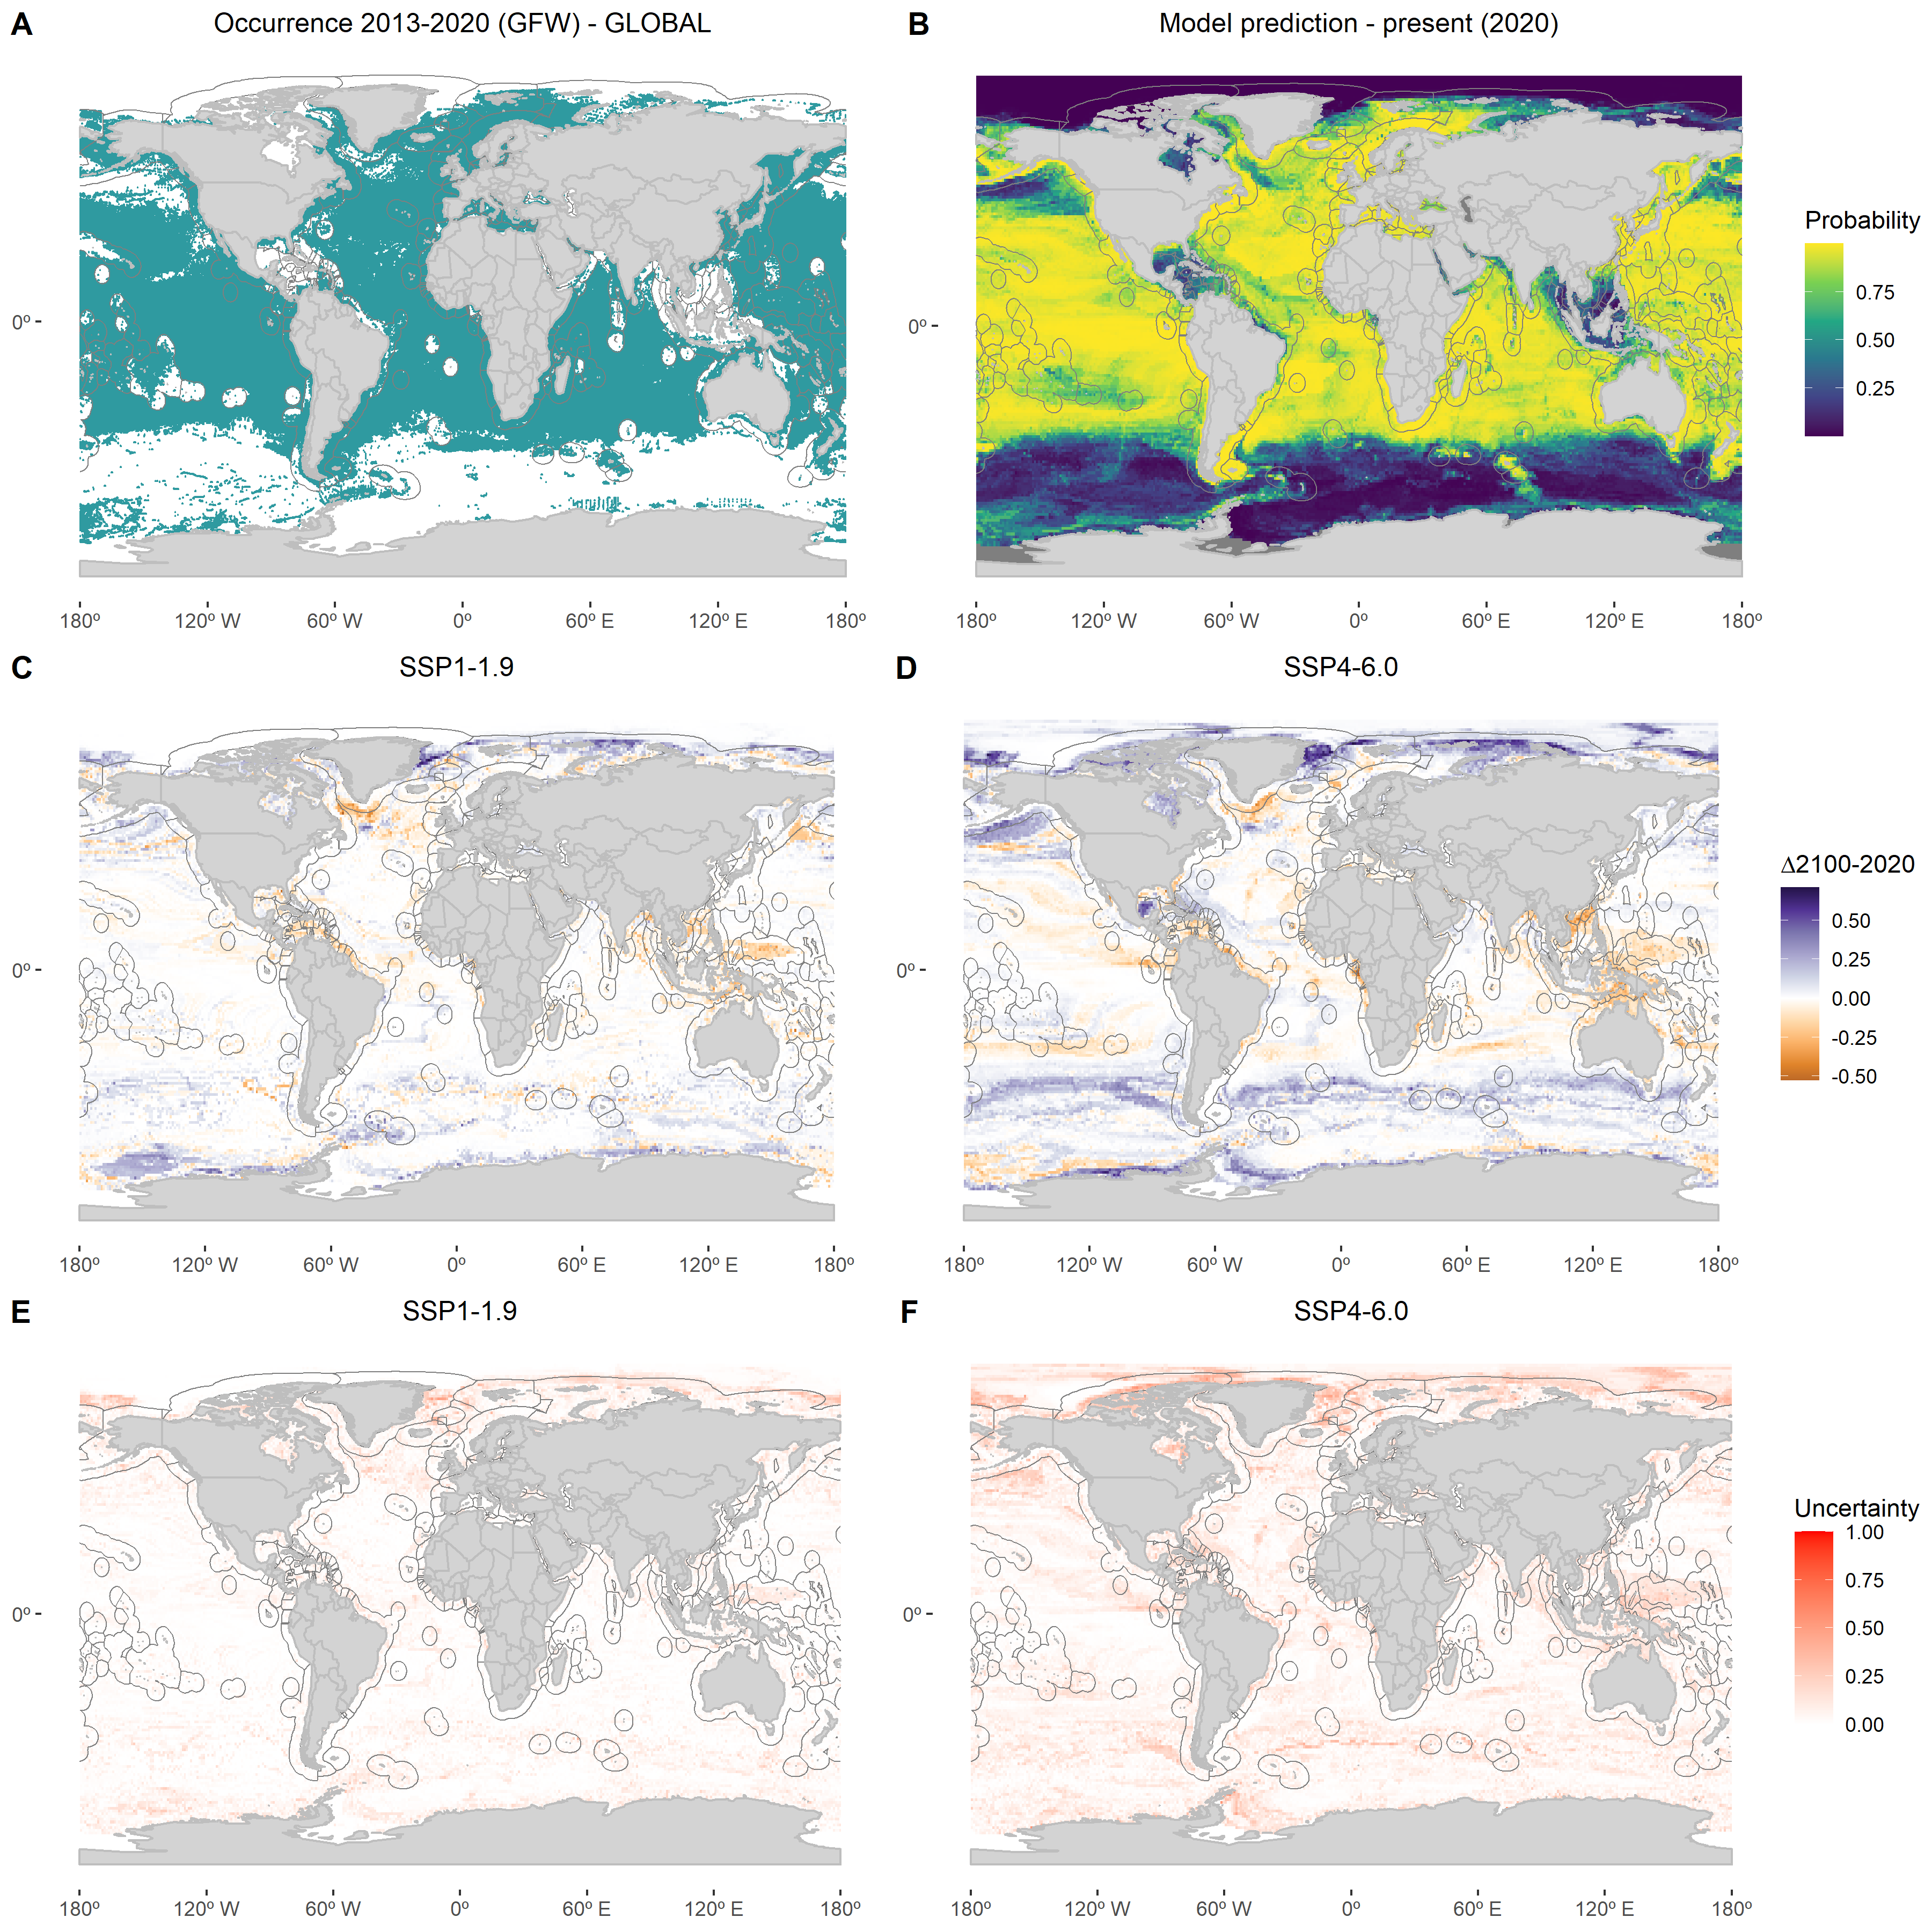 A
Occurrence 2013-2020 (GFW) - GLOBAL
0º
180º 120º W 60º W 0º 60º E 120º E 180º
B
Model prediction - present (2020)
0º
180º 120º W 60º W 0º 60º E 120º E 180º
Probability
0.75
0.50
0.25
C
SSP1-1.9
0º
180º 120º W 60º W 0º 60º E 120º E 180º
D
SSP4-6.0
0º
180º 120º W 60º W 0º 60º E 120º E 180º
Δ2100-2020
0.50
0.25
0.00
-0.25
-0.50
E
SSP1-1.9
0º
180º 120º W 60º W 0º 60º E 120º E 180º
F
SSP4-6.0
0º
180º 120º W 60º W 0º 60º E 120º E 180º
Uncertainty
1.00
0.75
0.50
0.25
0.00